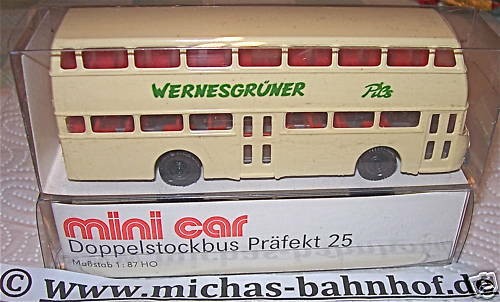 WERNESGRÜNER Pils
mini car
Doppelstockbus Präfekt 25
Maßstab 1:87 HO
© www.michas-bahnhof.de